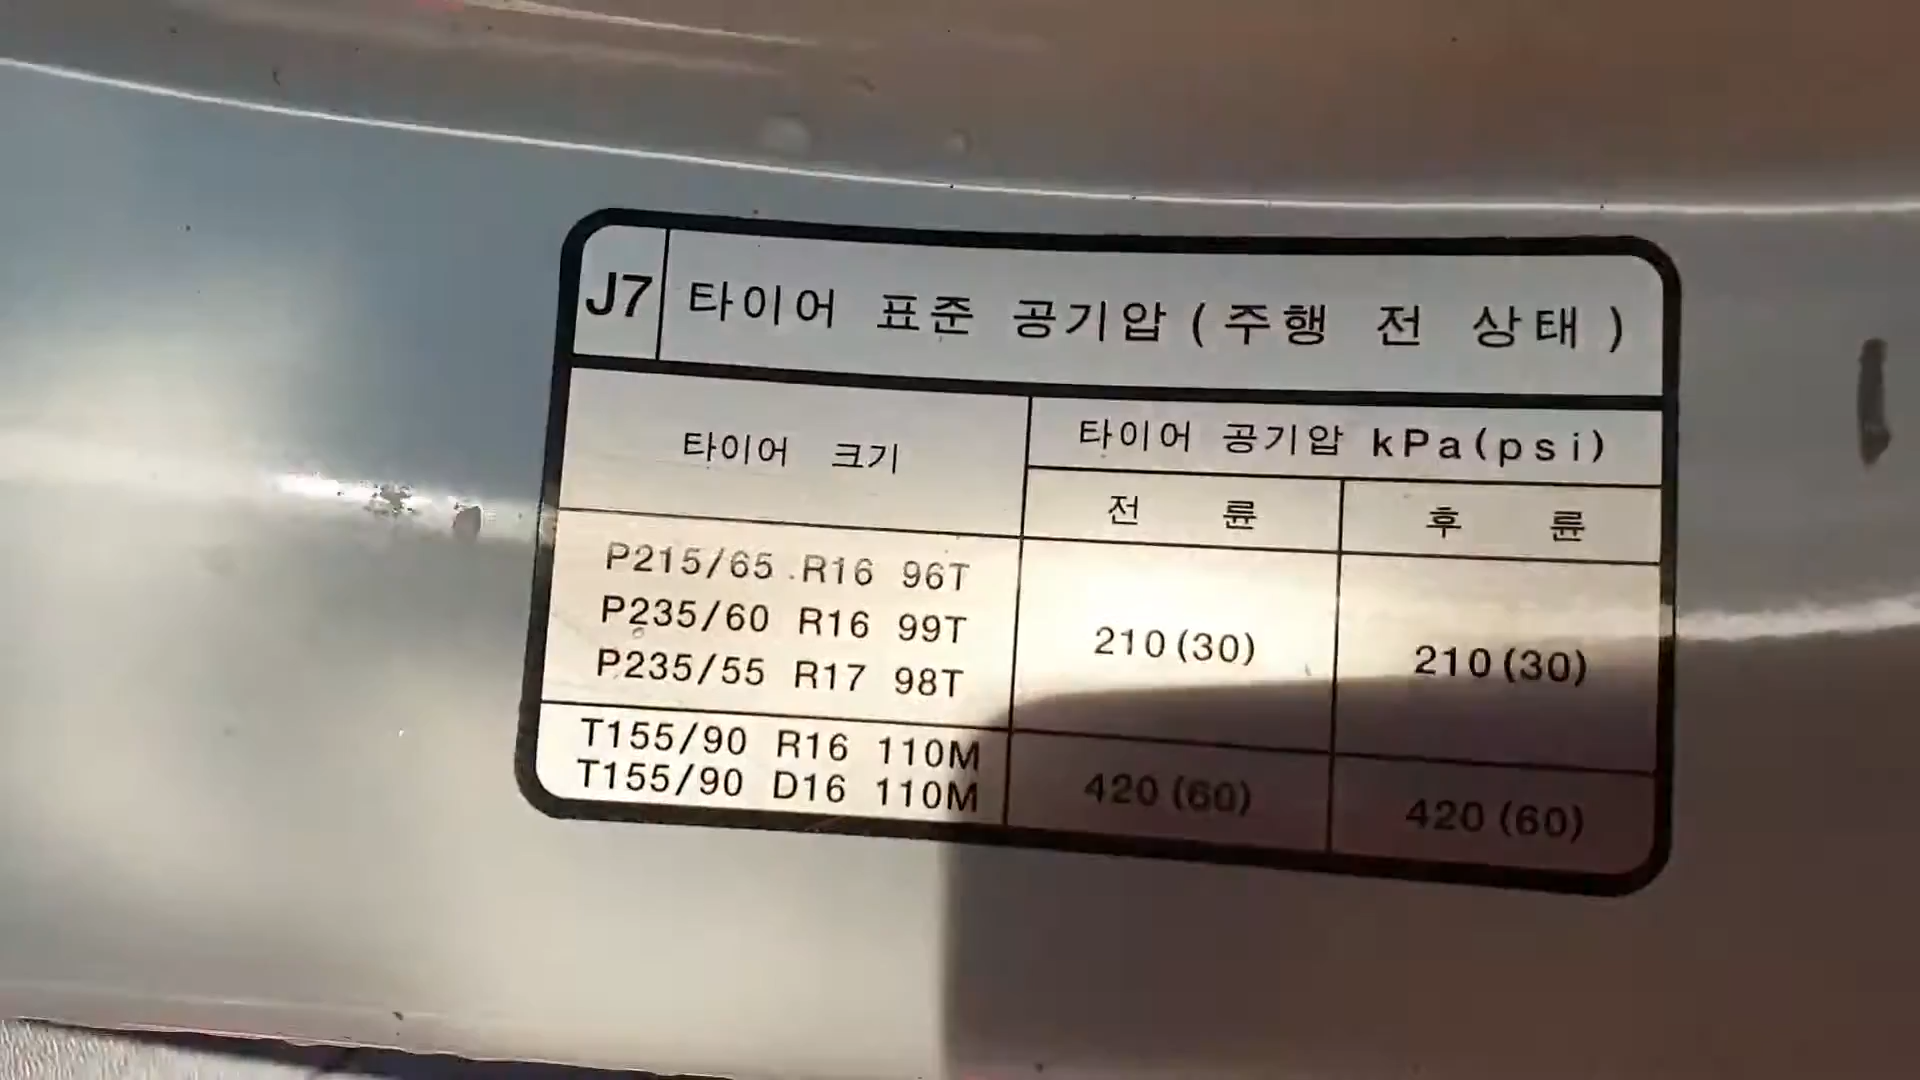 J7 타이어 표준 공기압 (주행 전 상태)
타이어 크기
타이어 공기압 kPa(psi)
전 륜 후 륜
P215/65 R16 96T
P235/60 R16 99T
P235/55 R17 98T
210(30) 210(30)
T155/90 R16 110M
T155/90 D16 110M
420(60) 420(60)